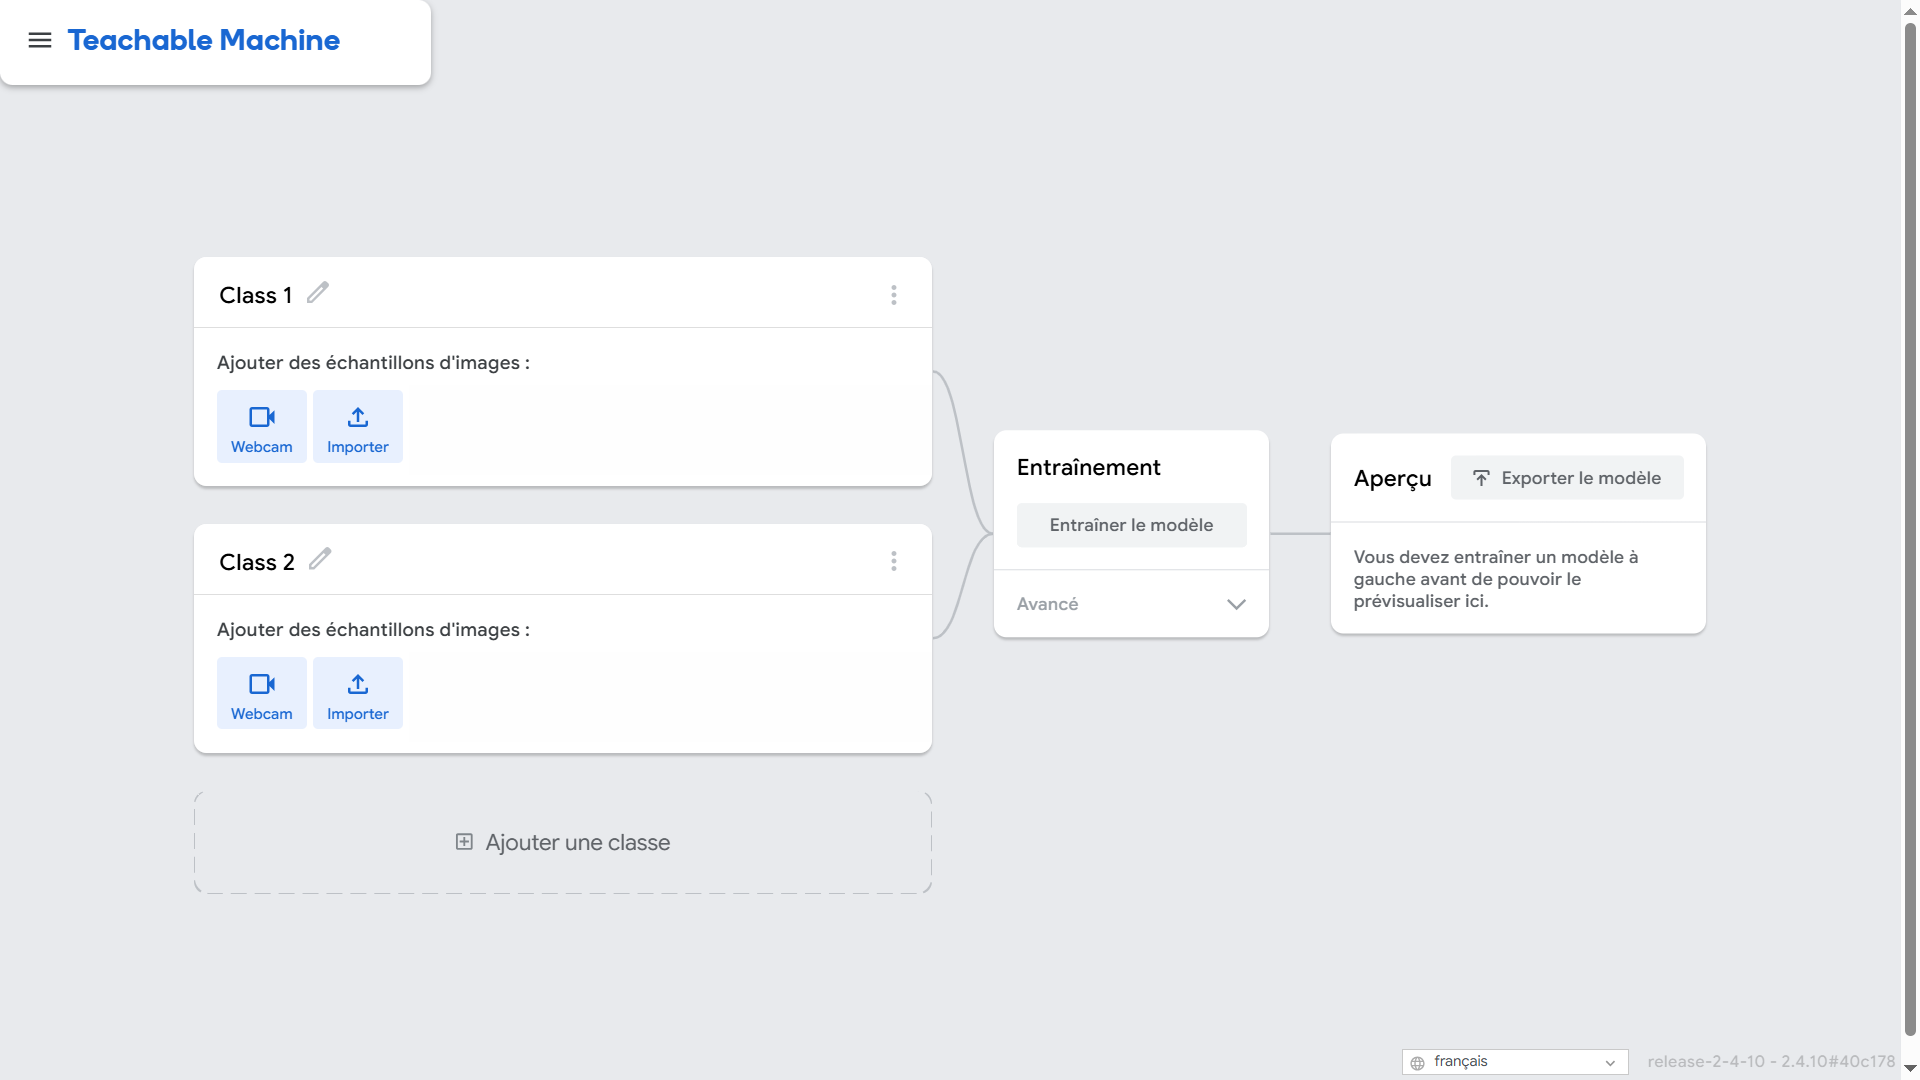 Teachable Machine
Class 1
Ajouter des échantillons d'images :
Webcam
Importer
Class 2
Ajouter des échantillons d'images :
Webcam
Importer
Ajouter une classe
Entraînement
Entraîner le modèle
Avancé
Aperçu
Exporter le modèle
Vous devez entraîner un modèle à
gauche avant de pouvoir le
prévisualiser ici.
français
release-2-4-10 - 2.4.10#40c178